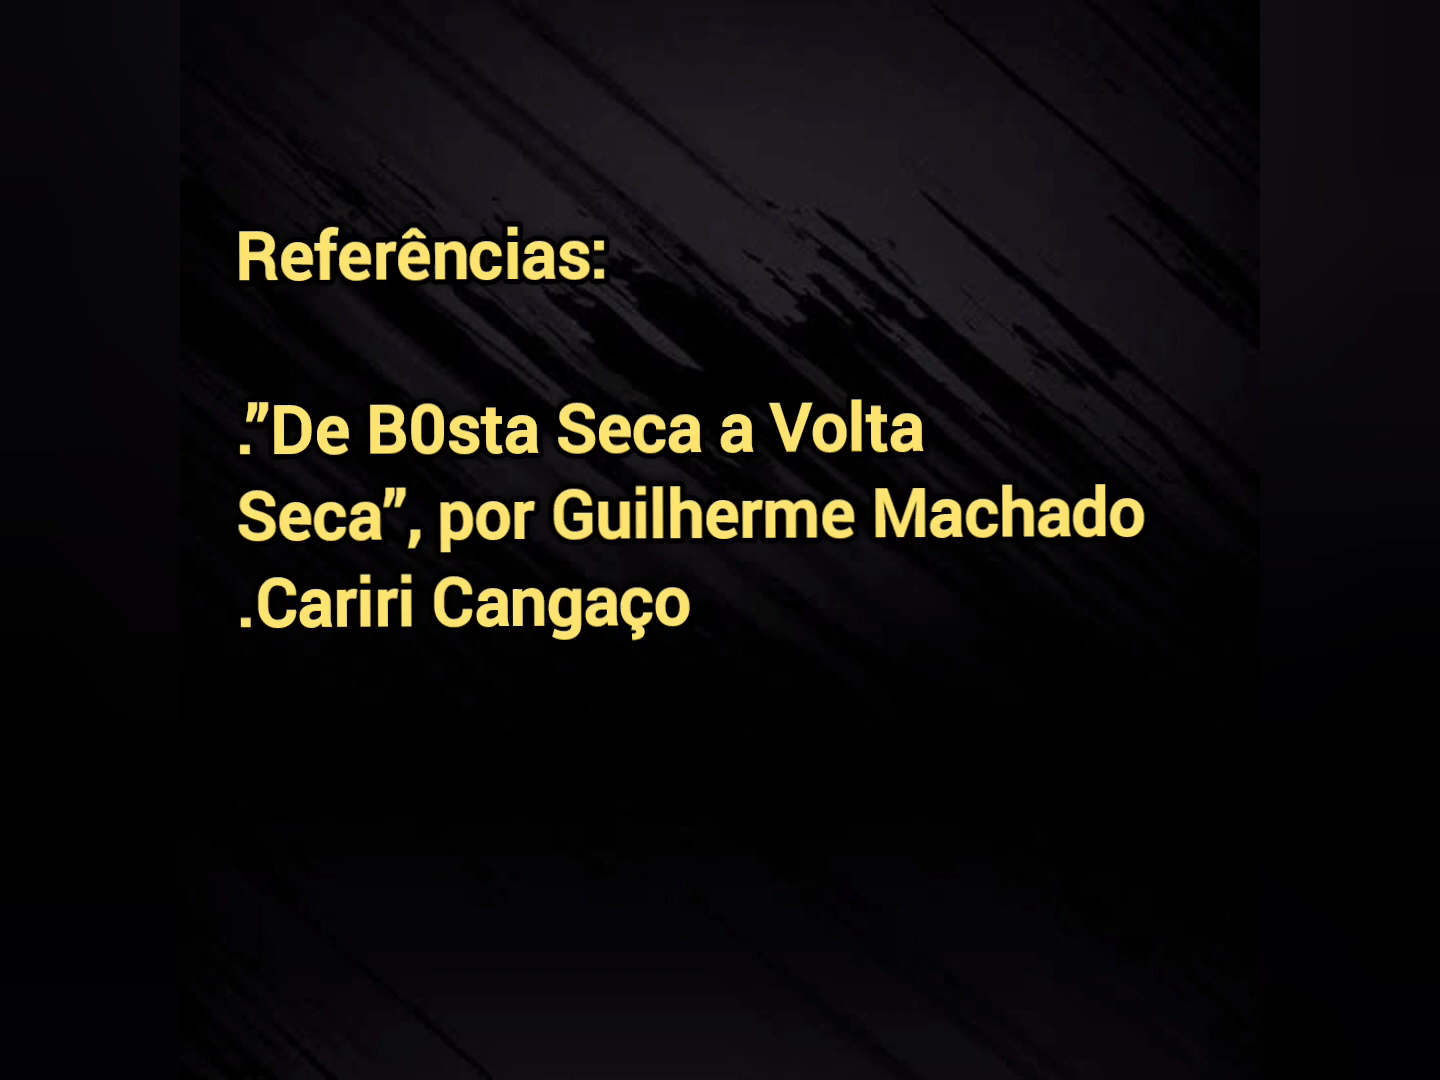 Referências:
.”De B0sta Seca a Volta
Seca”, por Guilherme Machado
.Cariri Cangaço